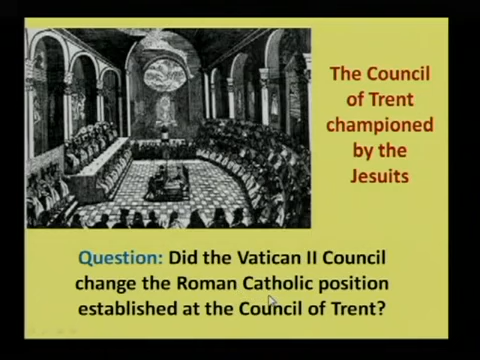 The Council
of Trent
championed
by the
Jesuits
Question: Did the Vatican II Council
change the Roman Catholic position
established at the Council of Trent?